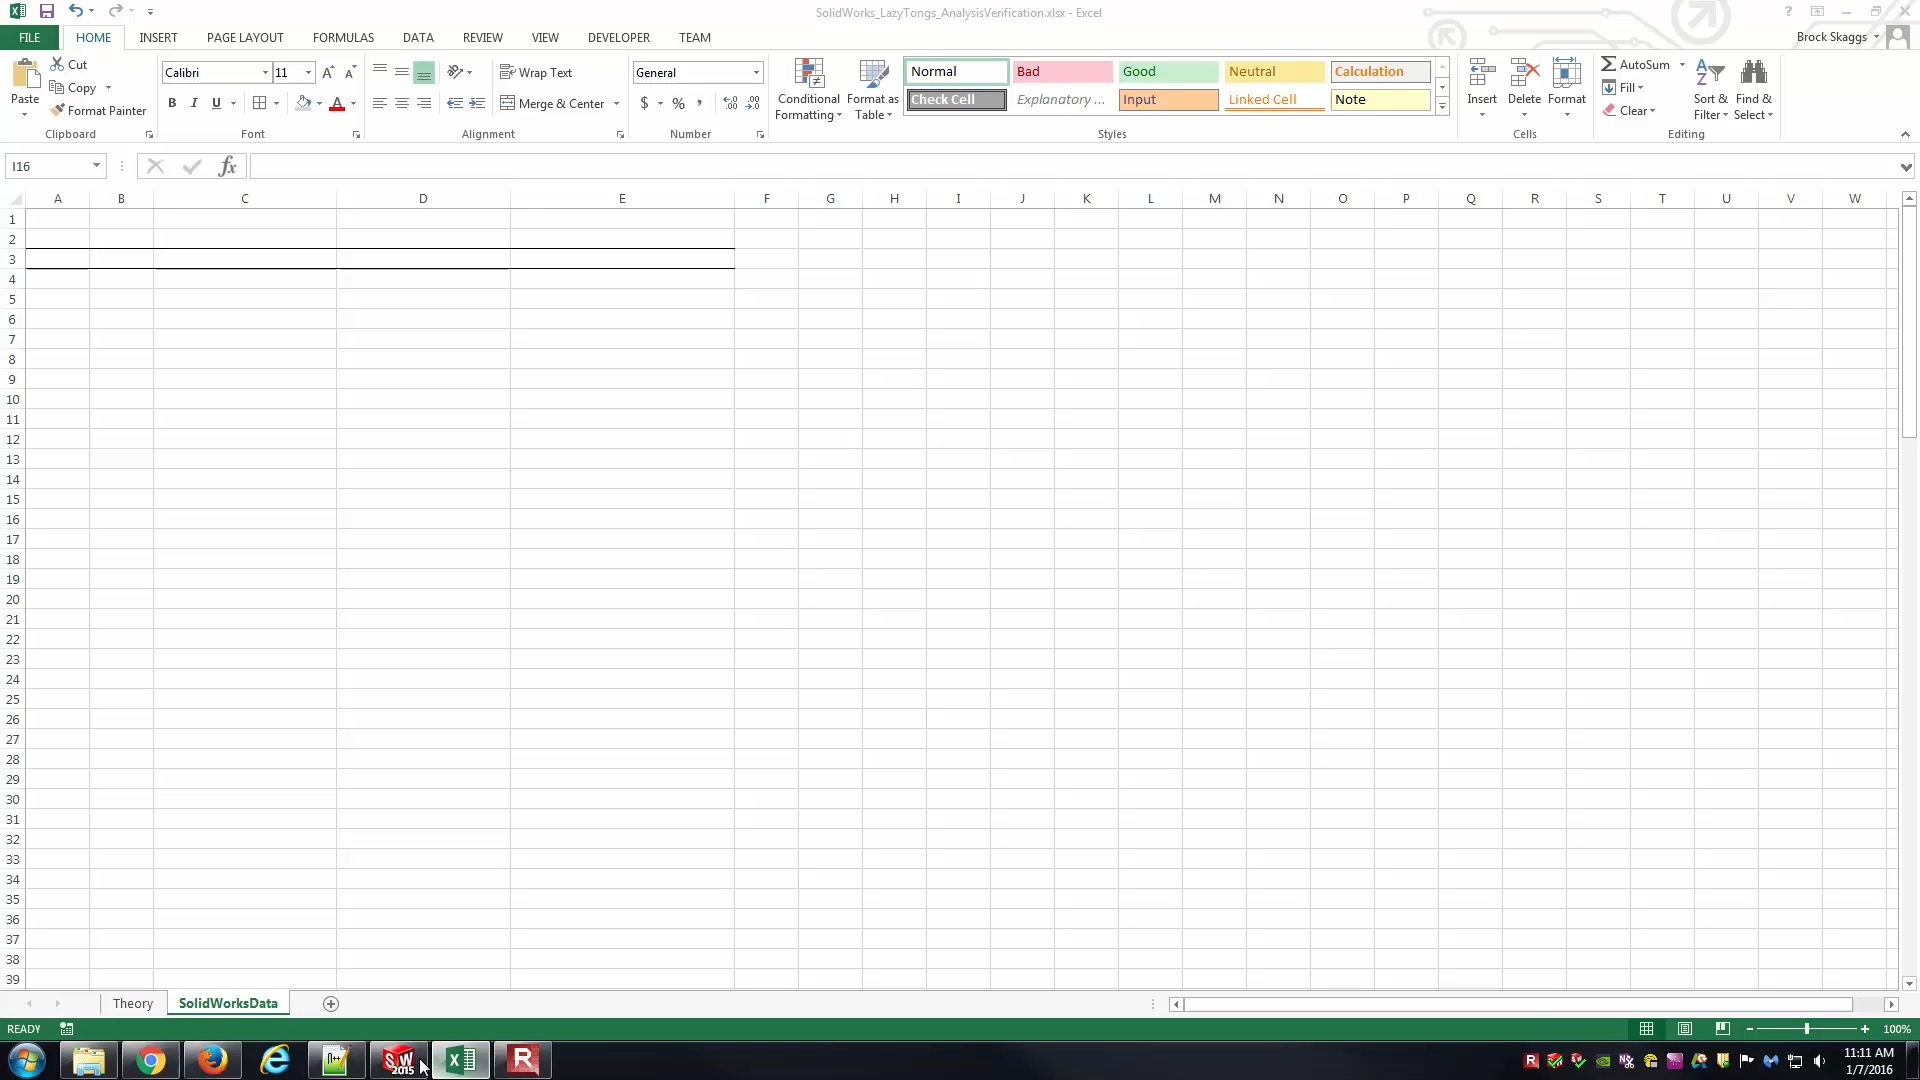 SolidWorks_LazyTongs_AnalysisVerification.xlsx - Excel
FILE HOME INSERT PAGE LAYOUT FORMULAS DATA REVIEW VIEW DEVELOPER TEAM
Brock Skaggs
Paste
Cut
Copy
Format Painter
Clipboard
Calibri 11
B I U
Font
Wrap Text
Merge & Center
Alignment
General
$ % ,
Number
Conditional Formatting
Format as Table
Normal Bad Good Neutral Calculation
Check Cell Explanatory ... Input Linked Cell Note
Styles
Insert Delete Format
Cells
AutoSum
Fill
Clear
Sort & Filter
Find & Select
Editing
I16
fx
A B C D E F G H I J K L M N O P Q R S T U V W
1
2
3
4
5
6
7
8
9
10
11
12
13
14
15
16
17
18
19
20
21
22
23
24
25
26
27
28
29
30
31
32
33
34
35
36
37
38
39
Theory SolidWorksData
READY
100%
SW 2015
R
11:11 AM
1/7/2016